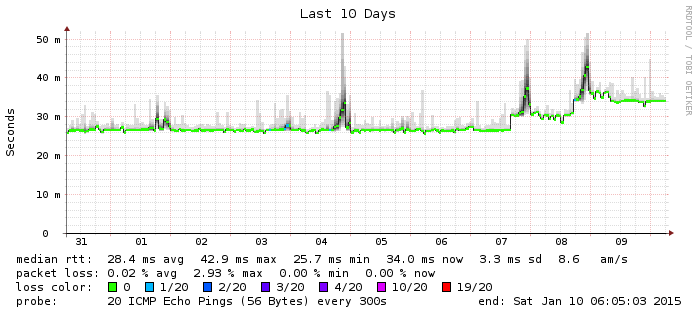 Last 10 Days
RRDTOOL / TOBI OETIKER
Seconds
50 m
40 m
30 m
20 m
10 m
0
31 01 02 03 04 05 06 07 08 09
median rtt: 28.4 ms avg 42.9 ms max 25.7 ms min 34.0 ms now 3.3 ms sd 8.6 am/s
packet loss: 0.02 % avg 2.93 % max 0.00 % min 0.00 % now
loss color: 0 1/20 2/20 3/20 4/20 10/20 19/20
probe: 20 ICMP Echo Pings (56 Bytes) every 300s end: Sat Jan 10 06:05:03 2015